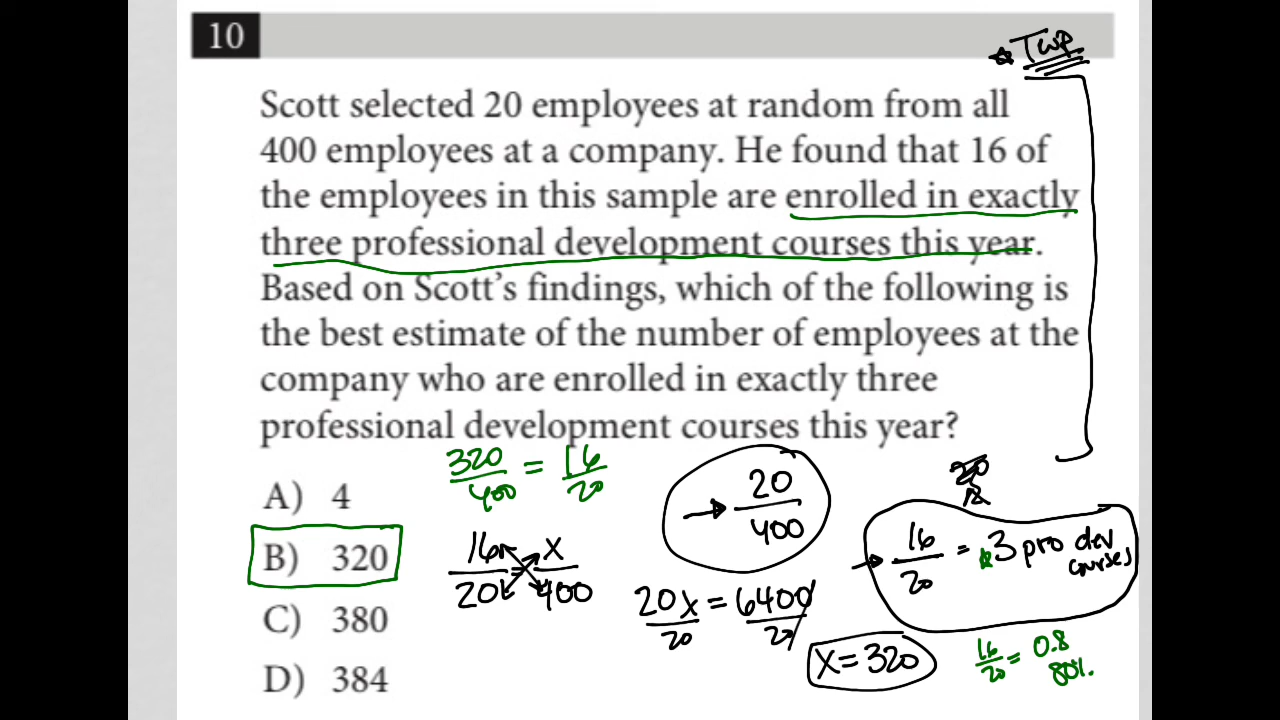 10
TWP
Scott selected 20 employees at random from all
400 employees at a company. He found that 16 of
the employees in this sample are enrolled in exactly
three professional development courses this year.
Based on Scott's findings, which of the following is
the best estimate of the number of employees at the
company who are enrolled in exactly three
professional development courses this year?
A) 4
B) 320
C) 380
D) 384
320/400 = 16/20
16/20 = x/400
→ 20/400
20x/20 = 6400/20
x = 320
20
→ 16/20 = 3 pro dev
courses
16/20 = 0.8
80%